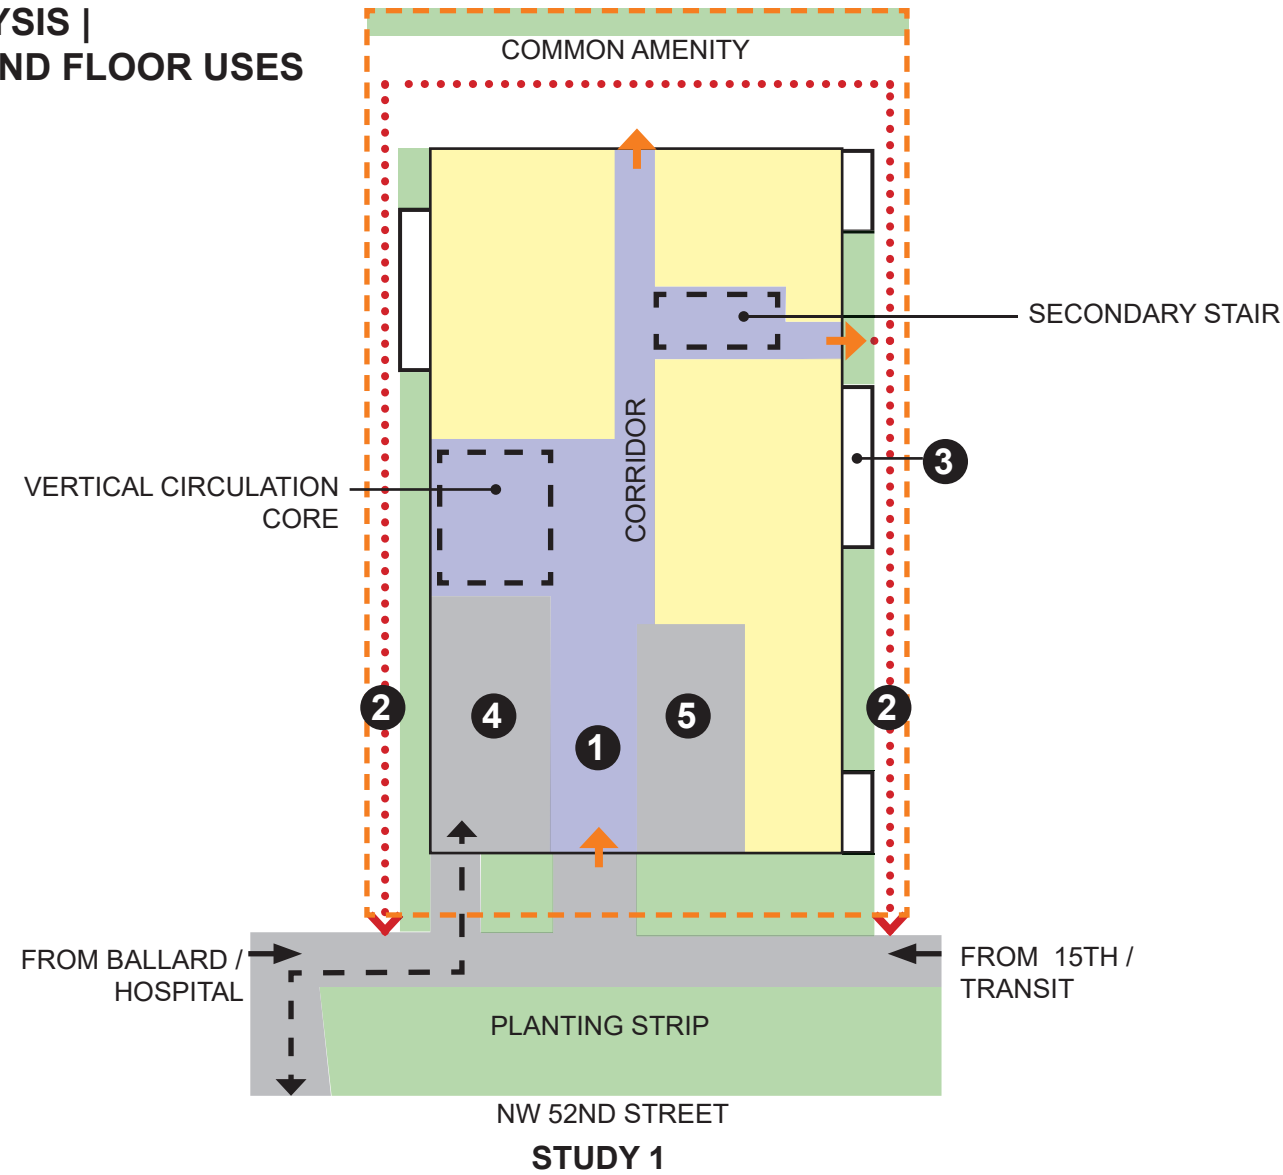 YSIS |
ND FLOOR USES
COMMON AMENITY
SECONDARY STAIR
CORRIDOR
3
VERTICAL CIRCULATION
CORE
2
4
5
2
1
FROM BALLARD /
HOSPITAL
FROM 15TH /
TRANSIT
PLANTING STRIP
NW 52ND STREET
STUDY 1